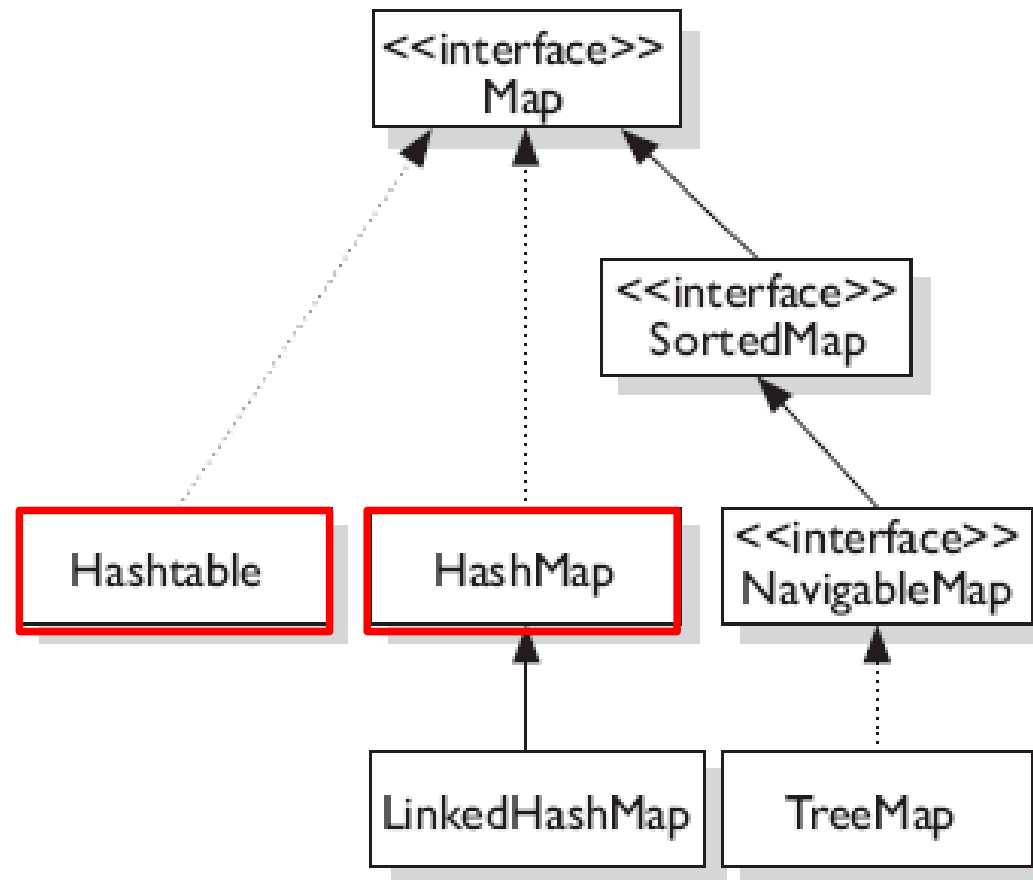 <<interface>>
Map
<<interface>>
SortedMap
Hashtable
HashMap
<<interface>>
NavigableMap
LinkedHashMap
TreeMap